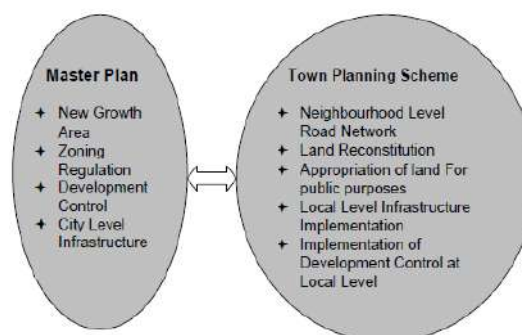 Master Plan
New Growth
Area
Zoning
Regulation
Development
Control
City Level
Infrastructure
Town Planning Scheme
Neighbourhood Level
Road Network
Land Reconstitution
Appropriation of land For
public purposes
Local Level Infrastructure
Implementation
Implementation of
Development Control at
Local Level